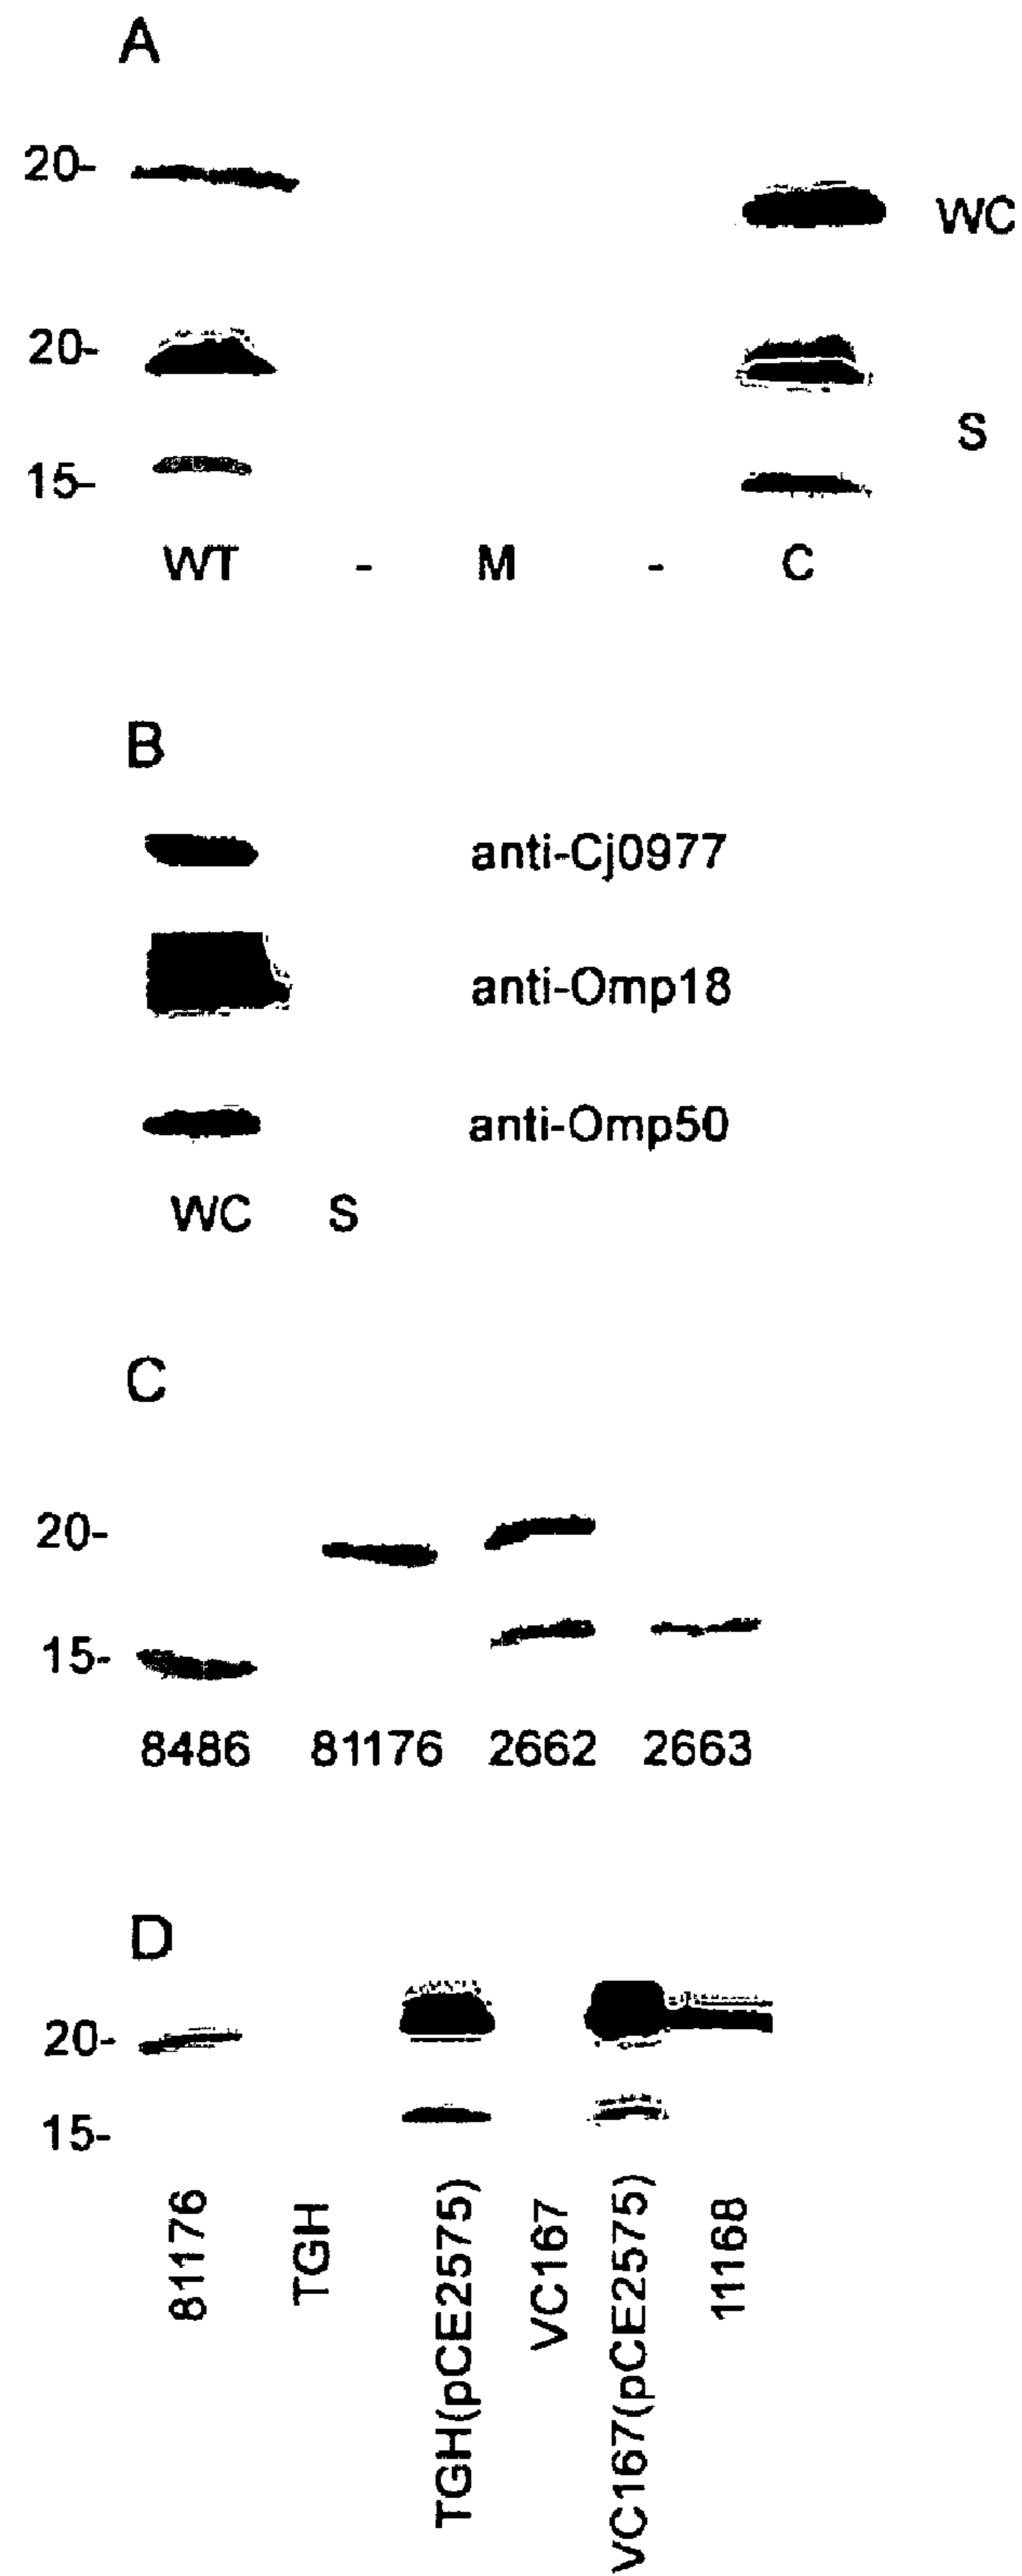 A
20-
WC
20-
S
15-
WT - M - C
B
anti-Cj0977
anti-Omp18
anti-Omp50
WC S
C
20-
15-
8486 81176 2662 2663
D
20-
15-
81176 TGH TGH(pCE2575) VC167 VC167(pCE2575) 11168